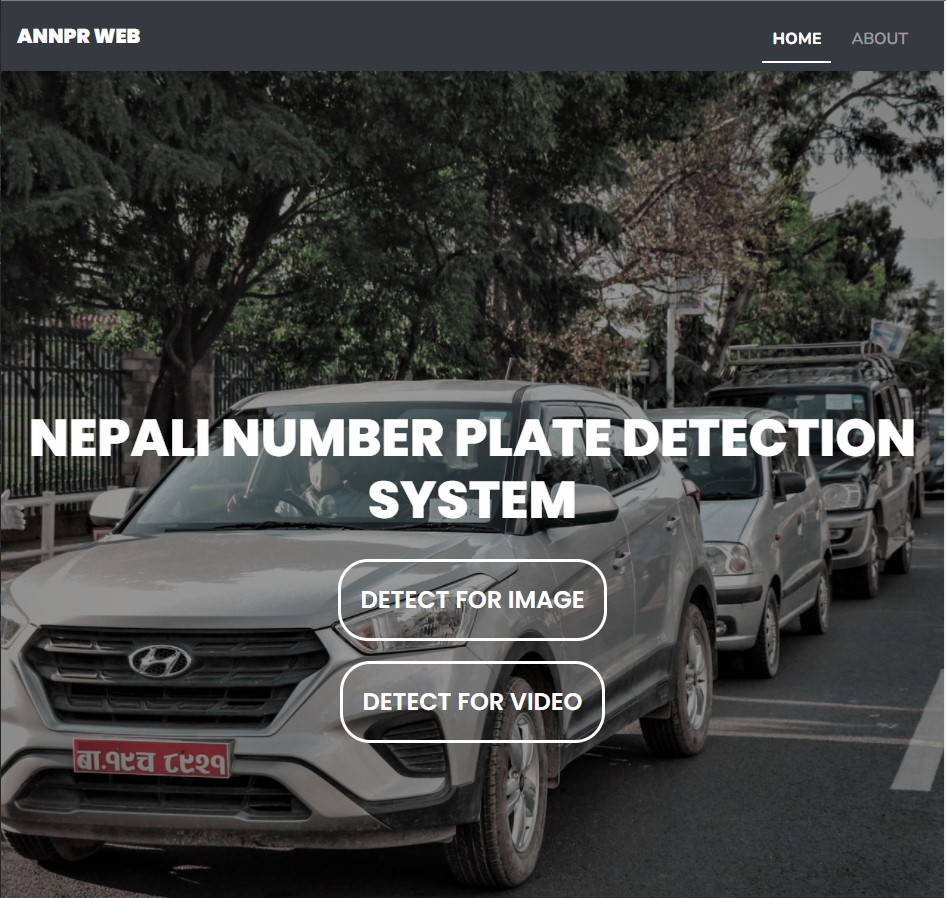 ANNPR WEB
HOME
ABOUT
NEPALI NUMBER PLATE DETECTION
SYSTEM
DETECT FOR IMAGE
DETECT FOR VIDEO
बा.१९च ८९२१